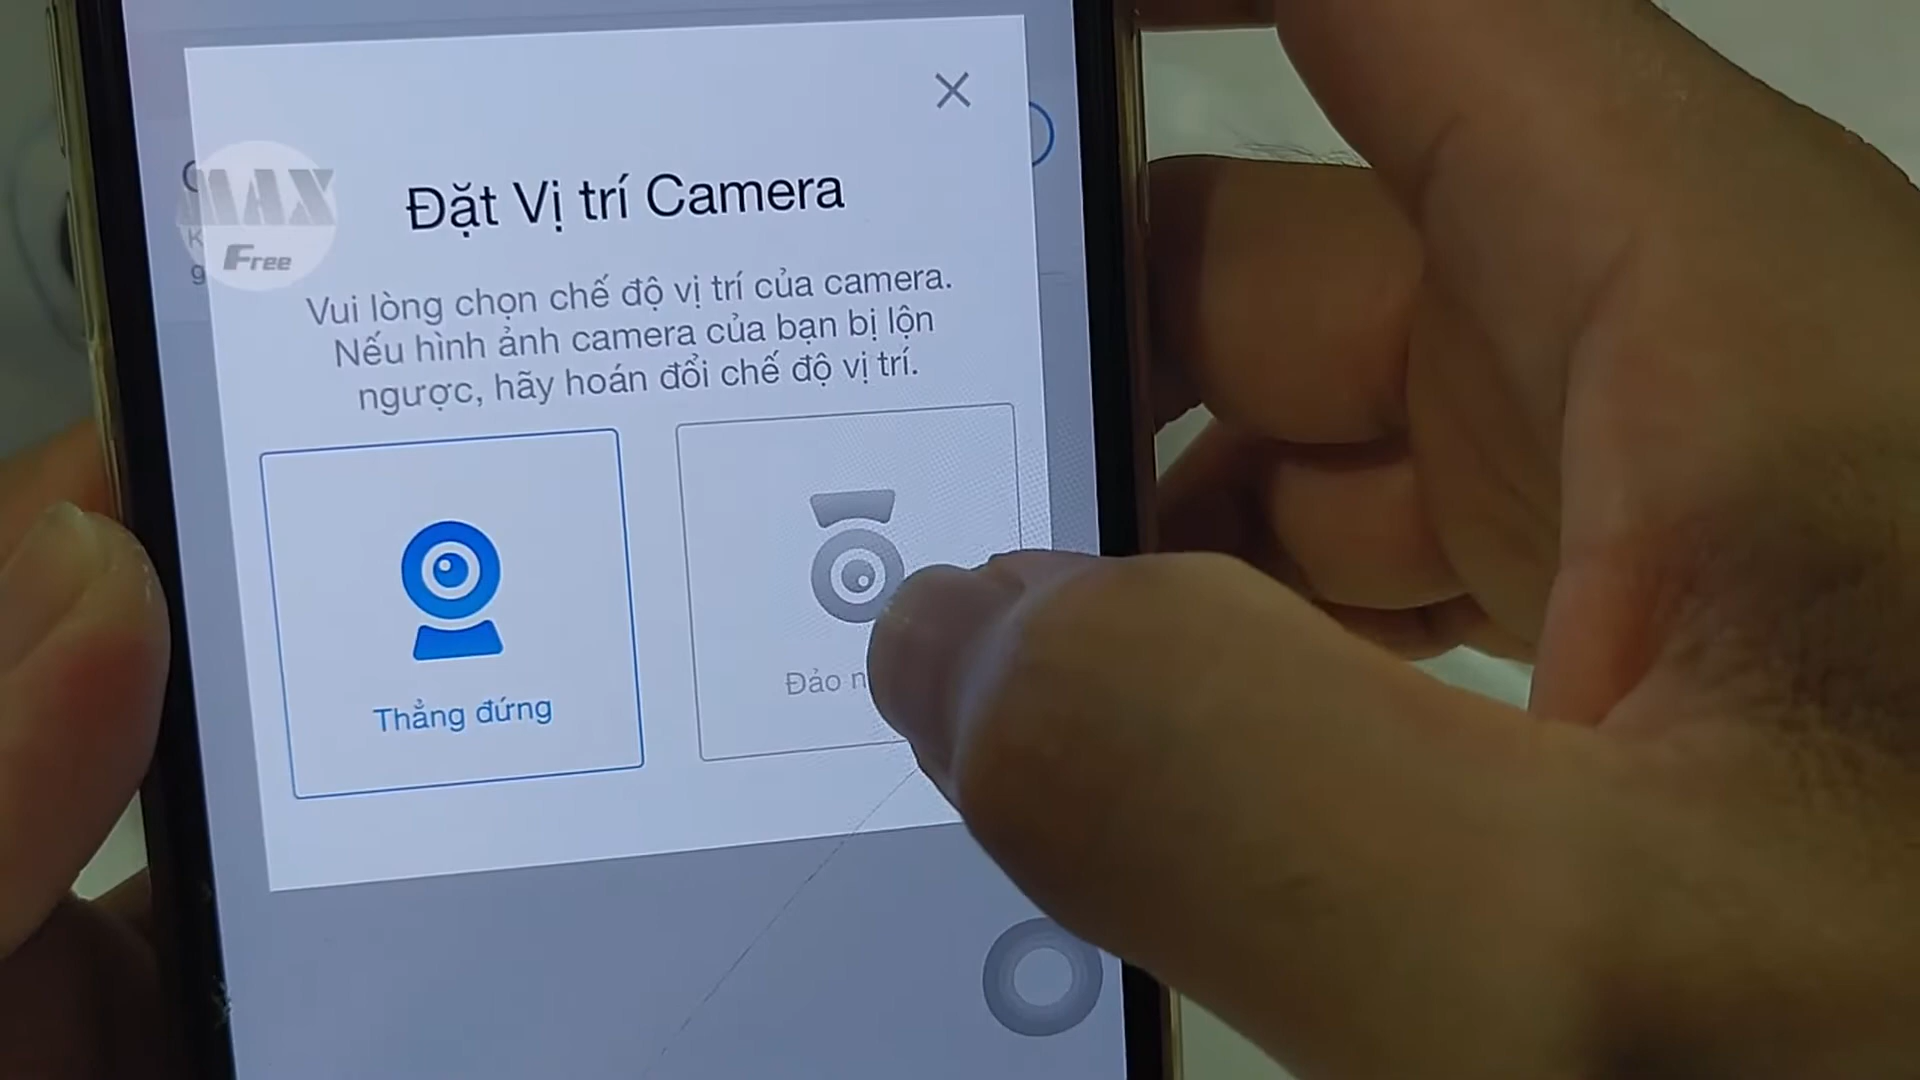 MAX
Free
Đặt Vị trí Camera
Vui lòng chọn chế độ vị trí của camera.
Nếu hình ảnh camera của bạn bị lộn
ngược, hãy hoán đổi chế độ vị trí.
Thẳng đứng
Đảo